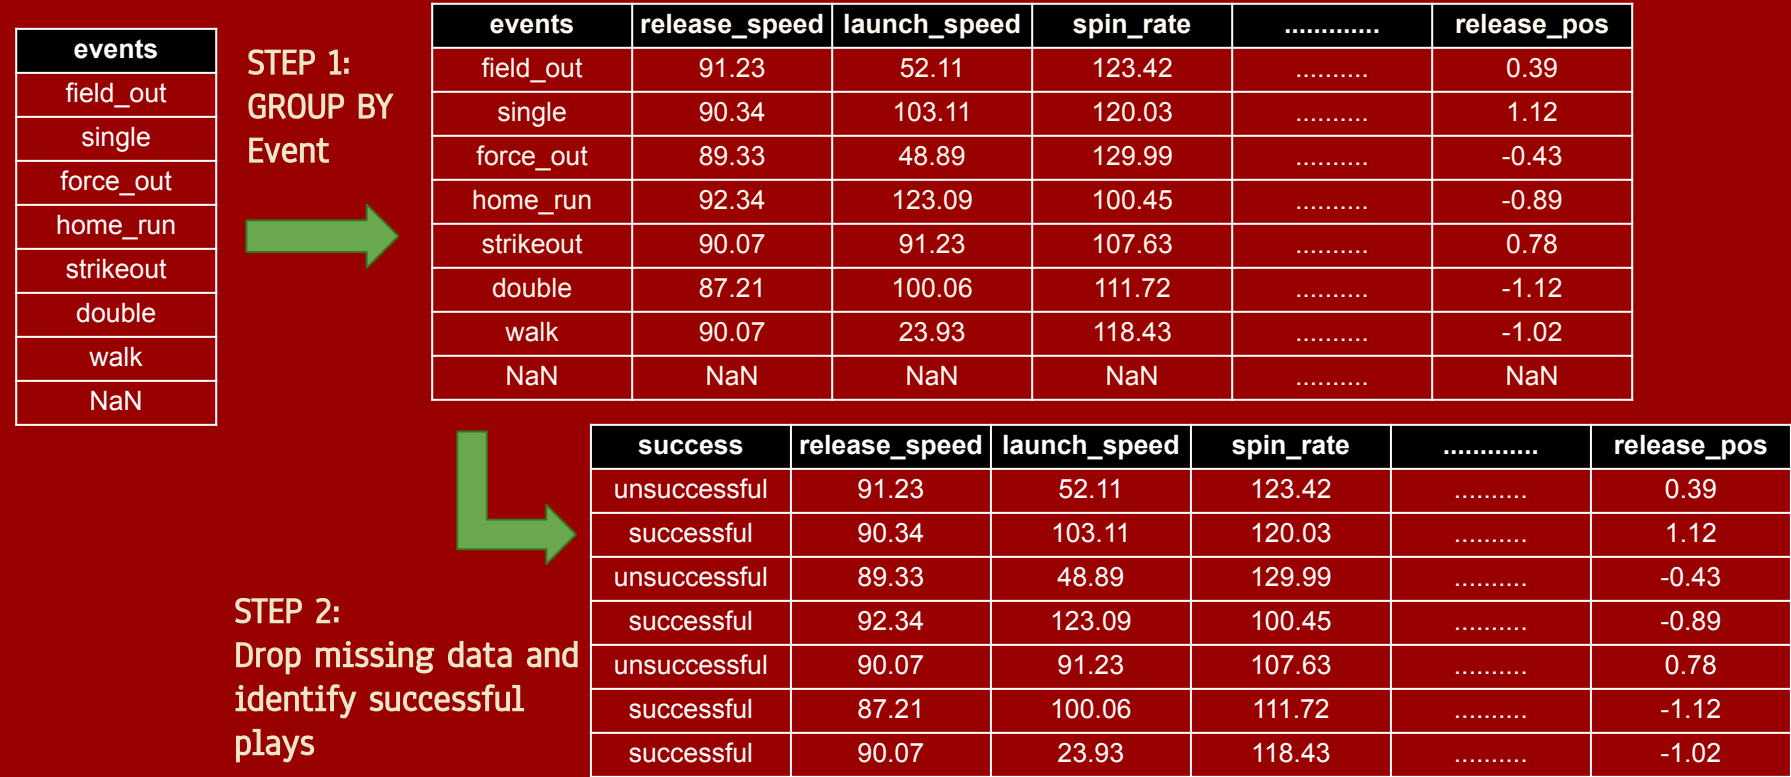 events
field_out
single
force_out
home_run
strikeout
double
walk
NaN
STEP 1:
GROUP BY
Event
events release_speed launch_speed spin_rate ............. release_pos
field_out 91.23 52.11 123.42 .......... 0.39
single 90.34 103.11 120.03 .......... 1.12
force_out 89.33 48.89 129.99 .......... -0.43
home_run 92.34 123.09 100.45 .......... -0.89
strikeout 90.07 91.23 107.63 .......... 0.78
double 87.21 100.06 111.72 .......... -1.12
walk 90.07 23.93 118.43 .......... -1.02
NaN NaN NaN NaN .......... NaN
STEP 2:
Drop missing data and
identify successful
plays
success release_speed launch_speed spin_rate ............. release_pos
unsuccessful 91.23 52.11 123.42 .......... 0.39
successful 90.34 103.11 120.03 .......... 1.12
unsuccessful 89.33 48.89 129.99 .......... -0.43
successful 92.34 123.09 100.45 .......... -0.89
unsuccessful 90.07 91.23 107.63 .......... 0.78
successful 87.21 100.06 111.72 .......... -1.12
successful 90.07 23.93 118.43 .......... -1.02